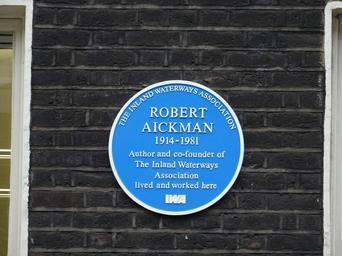 THE INLAND WATERWAYS ASSOCIATION
ROBERT
AICKMAN
1914-1981
Author and co-founder of
The Inland Waterways
Association
lived and worked here
IWA